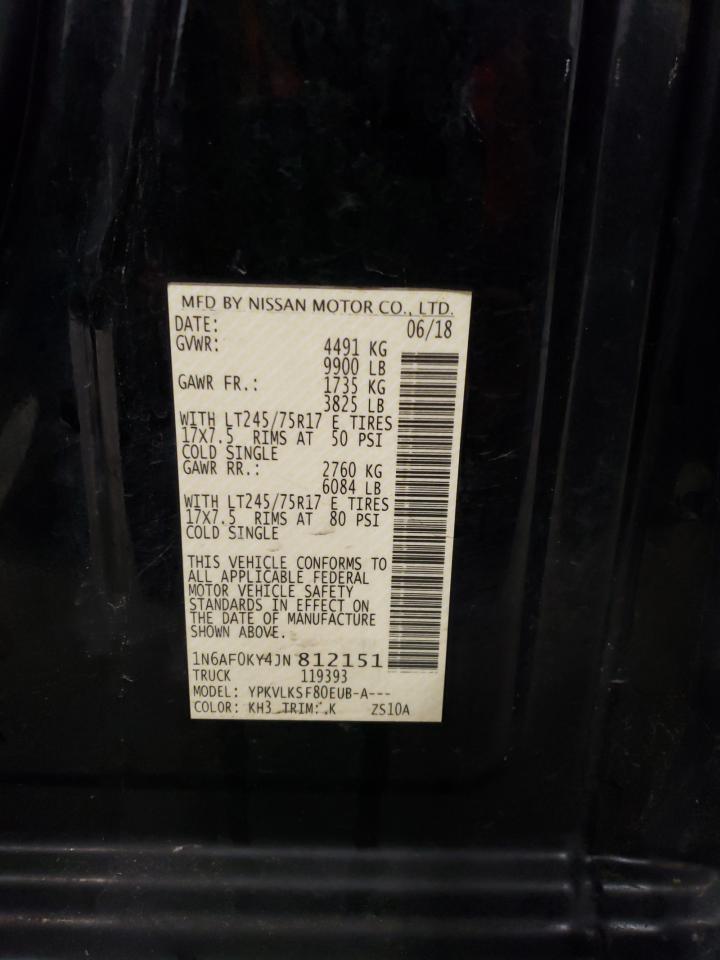 MFD BY NISSAN MOTOR CO., LTD.
DATE: 06/18
GVWR: 4491 KG
9900 LB
GAWR FR.: 1735 KG
3825 LB
WITH LT245/75R17 E TIRES
17X7.5 RIMS AT 50 PSI
COLD SINGLE
GAWR RR.: 2760 KG
6084 LB
WITH LT245/75R17 E TIRES
17X7.5 RIMS AT 80 PSI
COLD SINGLE
THIS VEHICLE CONFORMS TO
ALL APPLICABLE FEDERAL
MOTOR VEHICLE SAFETY
STANDARDS IN EFFECT ON
THE DATE OF MANUFACTURE
SHOWN ABOVE.
1N6AF0KY4JN 812151
TRUCK 119393
MODEL: YPKVLKSF80EUB-A---
COLOR: KH3 TRIM: K ZS10A